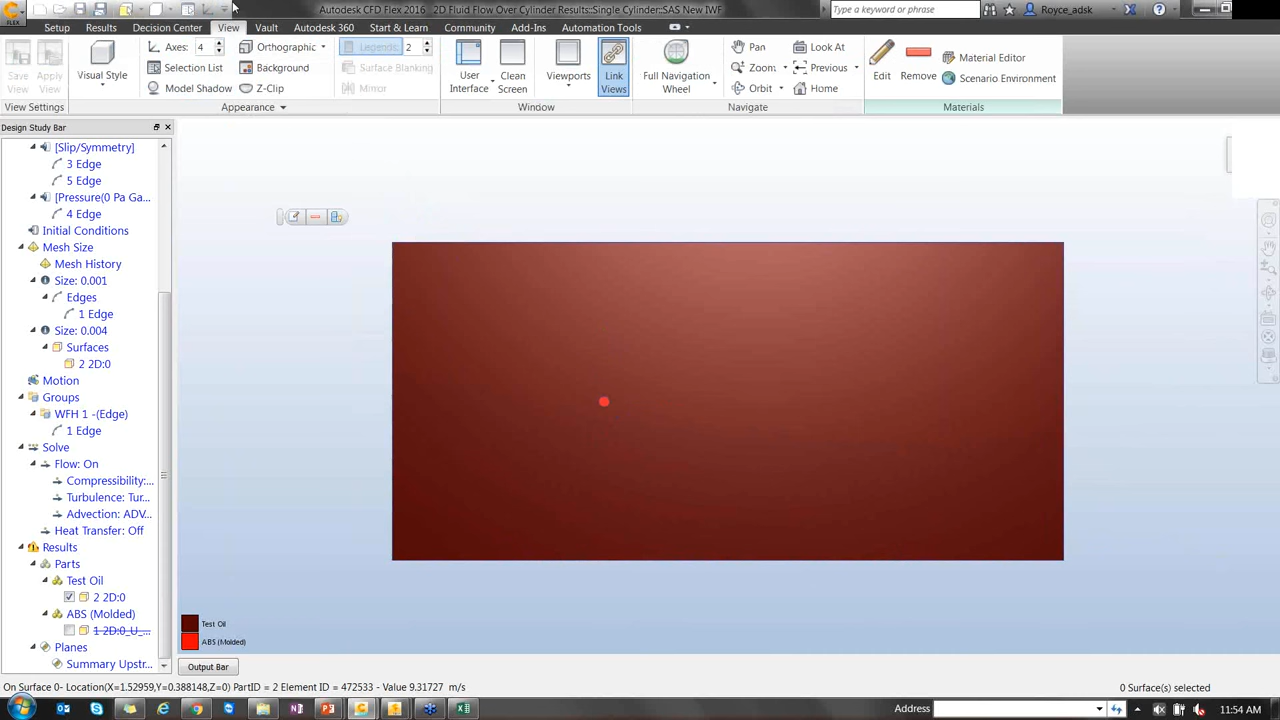 Autodesk CFD Flex 2016 2D Fluid Flow Over Cylinder Results::Single Cylinder::SAS New IWF
Type a keyword or phrase
Royce_adsk
FLEX
Setup Results Decision Center View Vault Autodesk 360 Start & Learn Community Add-Ins Automation Tools
Save View
Apply View
View Settings
Visual Style
Axes: 4
Selection List
Model Shadow
Orthographic
Background
Z-Clip
Legends: 2
Surface Blanking
Mirror
Appearance
User Interface
Clean Screen
Viewports
Link Views
Window
Full Navigation Wheel
Pan
Zoom
Orbit
Look At
Previous
Home
Navigate
Edit
Remove
Material Editor
Scenario Environment
Materials
Design Study Bar
[Slip/Symmetry]
3 Edge
5 Edge
[Pressure(0 Pa Ga...
4 Edge
Initial Conditions
Mesh Size
Mesh History
Size: 0.001
Edges
1 Edge
Size: 0.004
Surfaces
2 2D:0
Motion
Groups
WFH 1 -(Edge)
1 Edge
Solve
Flow: On
Compressibility:...
Turbulence: Tur...
Advection: ADV...
Heat Transfer: Off
Results
Parts
Test Oil
2 2D:0
ABS (Molded)
1 2D:0_U_...
Planes
Summary Upstr...
Test Oil
ABS (Molded)
Output Bar
On Surface 0- Location(X=1.52959,Y=0.388148,Z=0) PartID = 2 Element ID = 472533 - Value 9.31727 m/s
0 Surface(s) selected
Address
11:54 AM